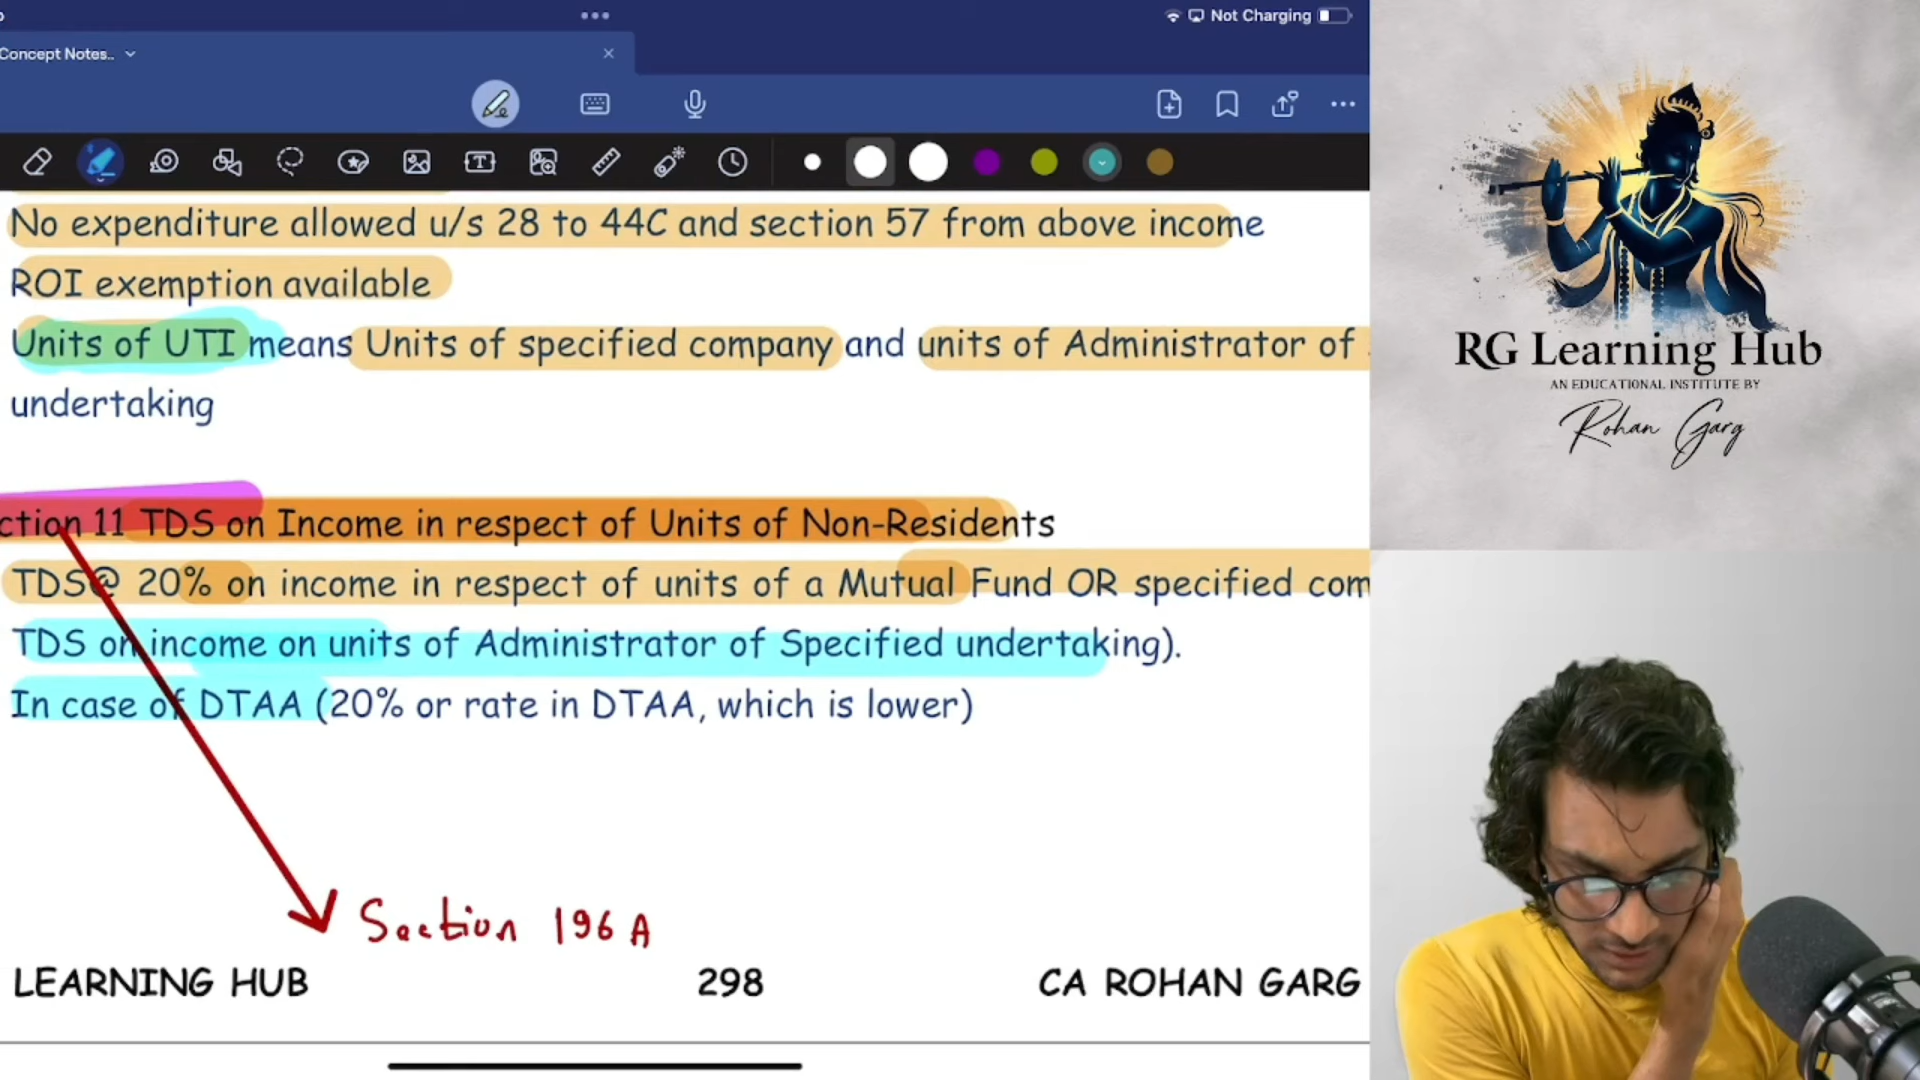 Not Charging
Concept Notes..
No expenditure allowed u/s 28 to 44C and section 57 from above income
ROI exemption available
Units of UTI means Units of specified company and units of Administrator of
undertaking
ction 11 TDS on Income in respect of Units of Non-Residents
TDS@ 20% on income in respect of units of a Mutual Fund OR specified com
TDS on income on units of Administrator of Specified undertaking).
In case of DTAA (20% or rate in DTAA, which is lower)
Section 196A
LEARNING HUB 298 CA ROHAN GARG
RG Learning Hub
AN EDUCATIONAL INSTITUTE BY
Rohan Garg